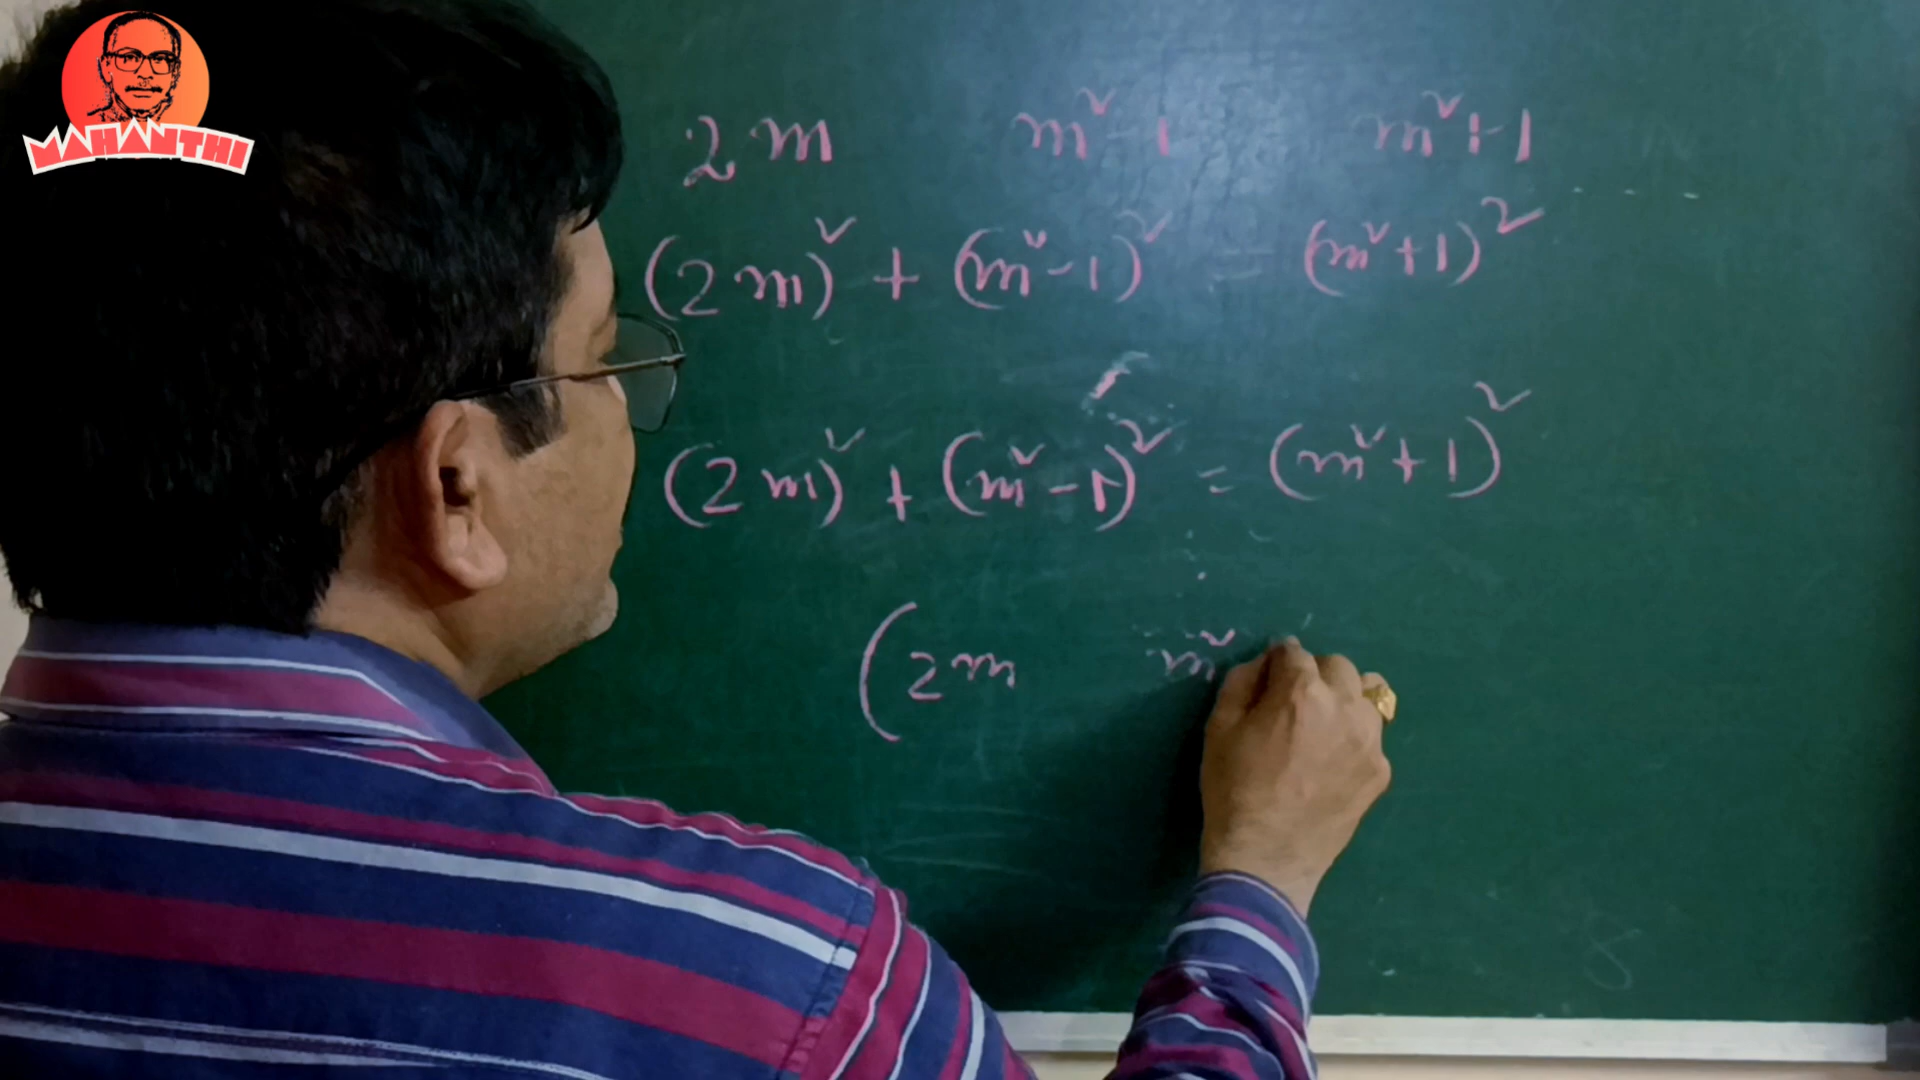 MAHANTHI
2m m²-1 m²+1
(2m)² + (m²-1)² = (m²+1)²
(2m)² + (m²-1)² = (m²+1)²
(2m m²